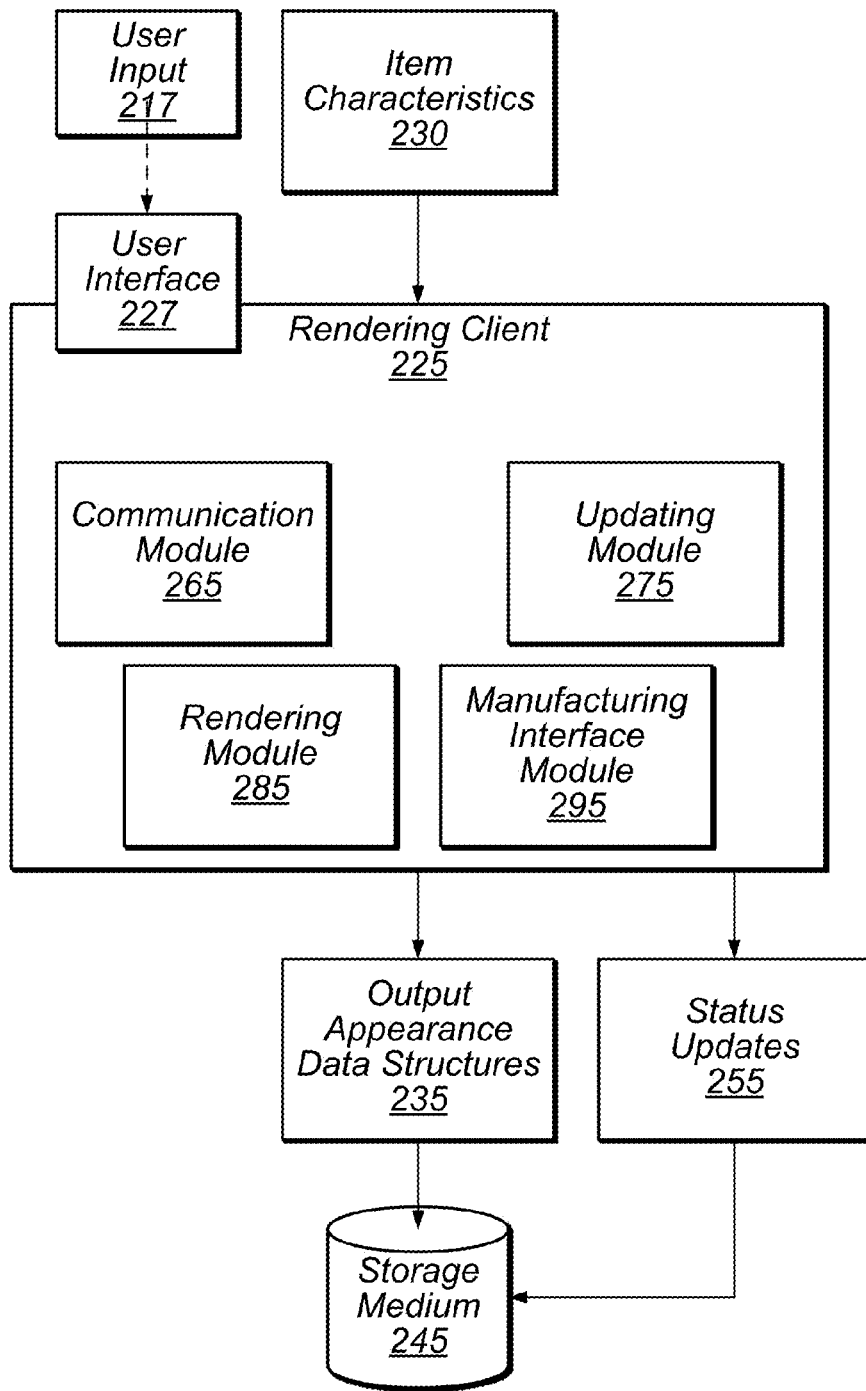 User
Input
217
Item
Characteristics
230
User
Interface
227
Rendering Client
225
Communication
Module
265
Updating
Module
275
Rendering
Module
285
Manufacturing
Interface
Module
295
Output
Appearance
Data Structures
235
Status
Updates
255
Storage
Medium
245